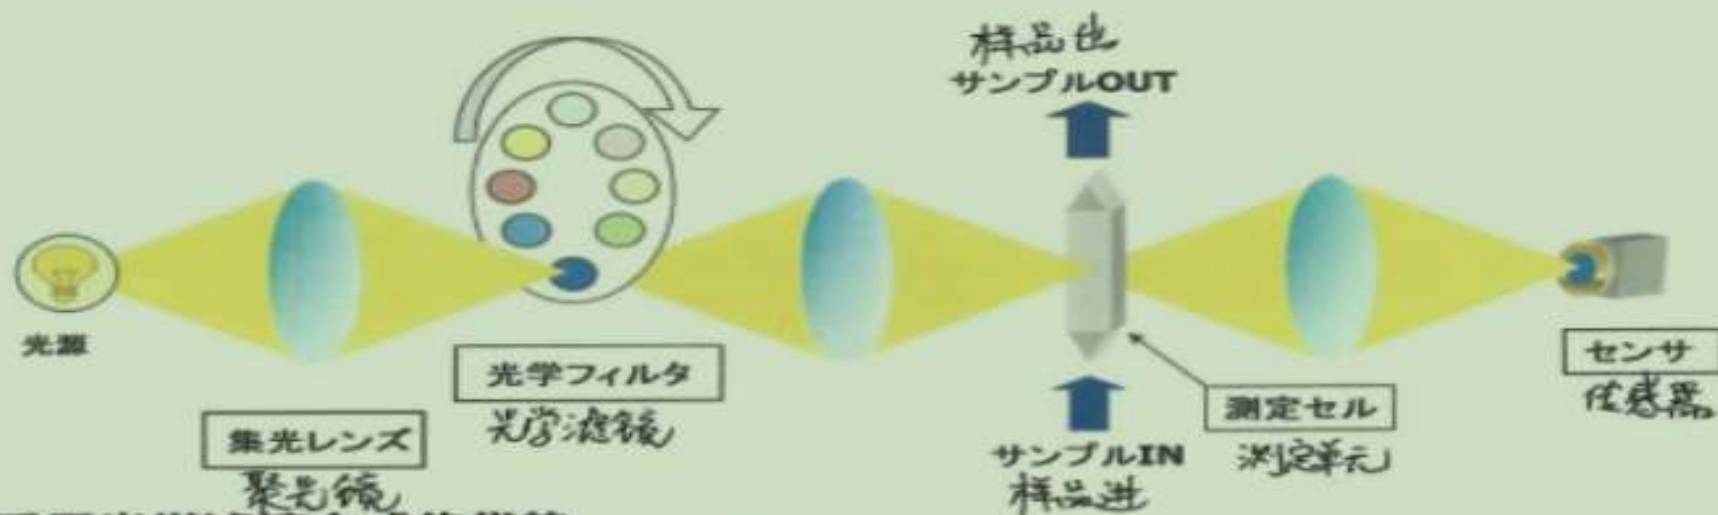 样品出
サンプルOUT
光源
光学フィルタ
光学滤镜
集光レンズ
聚光镜
サンプルIN
样品进
測定セル
测定单元
センサ
传感器